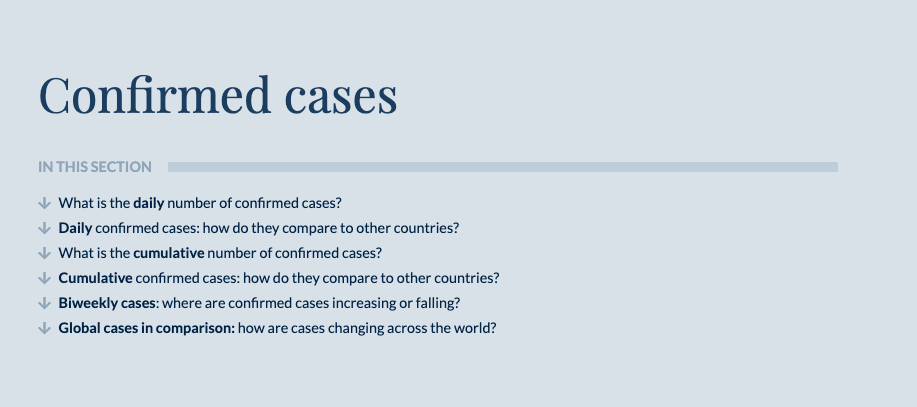 Confirmed cases
IN THIS SECTION
What is the daily number of confirmed cases?
Daily confirmed cases: how do they compare to other countries?
What is the cumulative number of confirmed cases?
Cumulative confirmed cases: how do they compare to other countries?
Biweekly cases: where are confirmed cases increasing or falling?
Global cases in comparison: how are cases changing across the world?